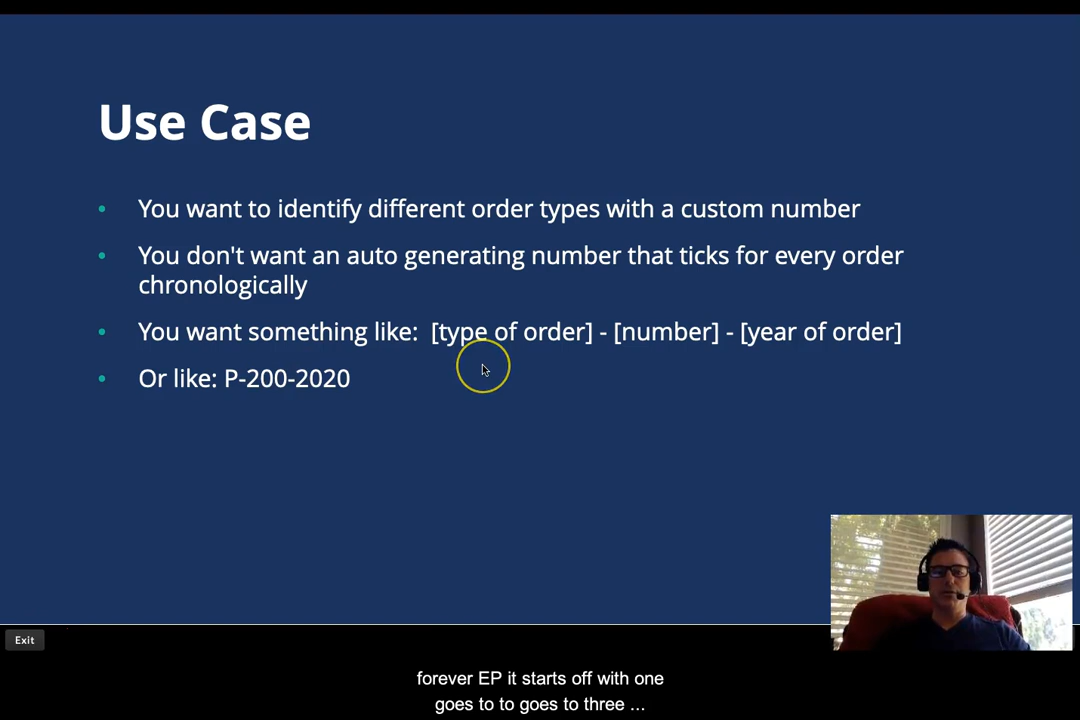 Use Case
• You want to identify different order types with a custom number
• You don't want an auto generating number that ticks for every order
chronologically
• You want something like:  [type of order] - [number] - [year of order]
• Or like: P-200-2020
Exit
forever EP it starts off with one
goes to to goes to three ...